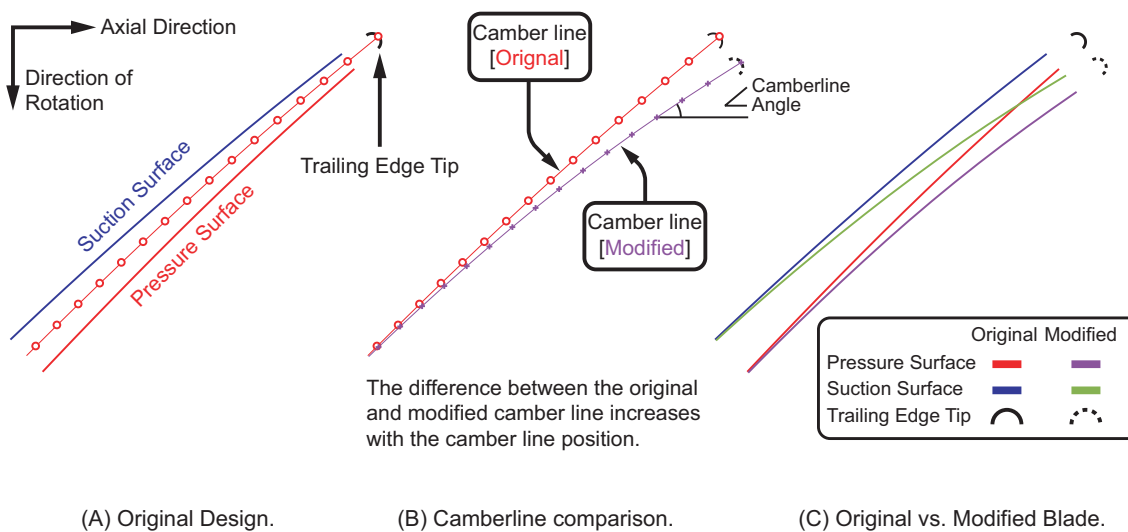 Axial Direction
Direction of
Rotation
Suction Surface
Pressure Surface
Trailing Edge Tip
(A) Original Design.
Camber line
[Orignal]
Camberline
Angle
Camber line
[Modified]
The difference between the original
and modified camber line increases
with the camber line position.
(B) Camberline comparison.
Original Modified
Pressure Surface
Suction Surface
Trailing Edge Tip
(C) Original vs. Modified Blade.